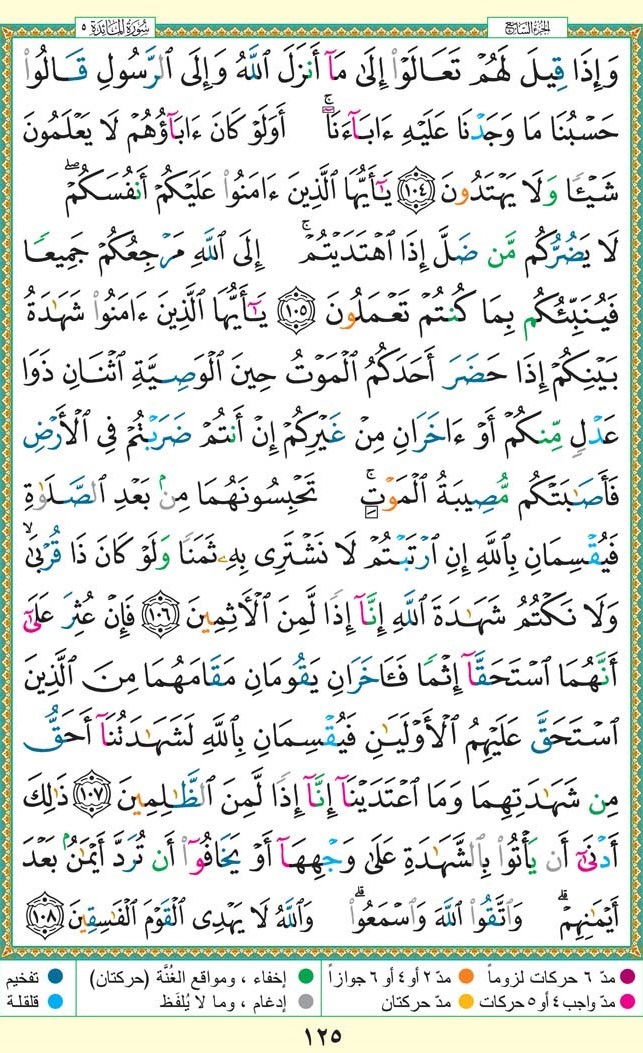 الجزء السابع
سورة المائدة ٥
وَإِذَا قِيلَ لَهُمْ تَعَالَوْا۟ إِلَىٰ مَآ أَنزَلَ ٱللَّهُ وَإِلَى ٱلرَّسُولِ قَالُوا۟
حَسْبُنَا مَا وَجَدْنَا عَلَيْهِ ءَابَآءَنَآ ۚ أَوَلَوْ كَانَ ءَابَآؤُهُمْ لَا يَعْلَمُونَ
شَيْـًٔا وَلَا يَهْتَدُونَ ١٠٤ يَـٰٓأَيُّهَا ٱلَّذِينَ ءَامَنُوا۟ عَلَيْكُمْ أَنفُسَكُمْ ۖ
لَا يَضُرُّكُم مَّن ضَلَّ إِذَا ٱهْتَدَيْتُمْ ۚ إِلَى ٱللَّهِ مَرْجِعُكُمْ جَمِيعًا
فَيُنَبِّئُكُم بِمَا كُنتُمْ تَعْمَلُونَ ١٠٥ يَـٰٓأَيُّهَا ٱلَّذِينَ ءَامَنُوا۟ شَهَـٰدَةُ
بَيْنِكُمْ إِذَا حَضَرَ أَحَدَكُمُ ٱلْمَوْتُ حِينَ ٱلْوَصِيَّةِ ٱثْنَانِ ذَوَا
عَدْلٍ مِّنكُمْ أَوْ ءَاخَرَانِ مِنْ غَيْرِكُمْ إِنْ أَنتُمْ ضَرَبْتُمْ فِى ٱلْأَرْضِ
فَأَصَـٰبَتْكُم مُّصِيبَةُ ٱلْمَوْتِ ۚ تَحْبِسُونَهُمَا مِنۢ بَعْدِ ٱلصَّلَوٰةِ
فَيُقْسِمَانِ بِٱللَّهِ إِنِ ٱرْتَبْتُمْ لَا نَشْتَرِى بِهِۦ ثَمَنًا وَلَوْ كَانَ ذَا قُرْبَىٰ ۙ
وَلَا نَكْتُمُ شَهَـٰدَةَ ٱللَّهِ إِنَّآ إِذًا لَّمِنَ ٱلْـَٔاثِمِينَ ١٠٦ فَإِنْ عُثِرَ عَلَىٰٓ
أَنَّهُمَا ٱسْتَحَقَّآ إِثْمًا فَـَٔاخَرَانِ يَقُومَانِ مَقَامَهُمَا مِنَ ٱلَّذِينَ
ٱسْتَحَقَّ عَلَيْهِمُ ٱلْأَوْلَيَـٰنِ فَيُقْسِمَانِ بِٱللَّهِ لَشَهَـٰدَتُنَآ أَحَقُّ
مِن شَهَـٰدَتِهِمَا وَمَا ٱعْتَدَيْنَآ إِنَّآ إِذًا لَّمِنَ ٱلظَّـٰلِمِينَ ١٠٧ ذَٰلِكَ
أَدْنَىٰٓ أَن يَأْتُوا۟ بِٱلشَّهَـٰدَةِ عَلَىٰ وَجْهِهَآ أَوْ يَخَافُوٓا۟ أَن تُرَدَّ أَيْمَـٰنٌۢ بَعْدَ
أَيْمَـٰنِهِمْ ۗ وَٱتَّقُوا۟ ٱللَّهَ وَٱسْمَعُوا۟ ۗ وَٱللَّهُ لَا يَهْدِى ٱلْقَوْمَ ٱلْفَـٰسِقِينَ ١٠٨
مدّ ٦ حركات لزوماً مدّ ٢ أو ٤ أو ٦ جوازاً إخفاء ، ومواقع الغُنَّة (حركتان) تفخيم
مدّ واجب ٤ أو ٥ حركات مدّ حركتان إدغام ، وما لا يُلفَظ قلقلة
١٢٥